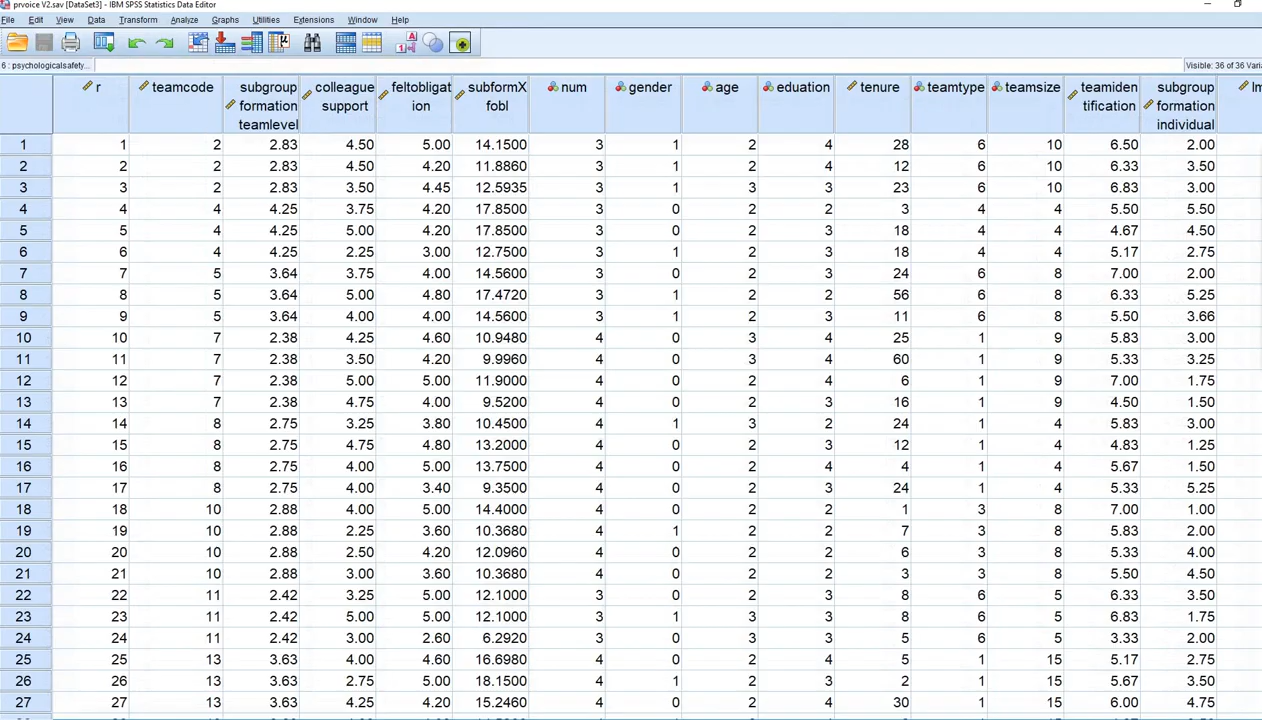 prvoice V2.sav [DataSet3] - IBM SPSS Statistics Data Editor
File Edit View Data Transform Analyze Graphs Utilities Extensions Window Help
6 : psychologicalsafety...
Visible: 36 of 36 Vari
r teamcode subgroup formation teamlevel colleague support feltobligation subformX fobl num gender age eduation tenure teamtype teamsize teamidentification subgroup formation individual
1 1 2 2.83 4.50 5.00 14.1500 3 1 2 4 28 6 10 6.50 2.00
2 2 2 2.83 4.50 4.20 11.8860 3 1 2 4 12 6 10 6.33 3.50
3 3 2 2.83 3.50 4.45 12.5935 3 1 3 3 23 6 10 6.83 3.00
4 4 4 4.25 3.75 4.20 17.8500 3 0 2 2 3 4 4 5.50 5.50
5 5 4 4.25 5.00 4.20 17.8500 3 0 2 3 18 4 4 4.67 4.50
6 6 4 4.25 2.25 3.00 12.7500 3 1 2 3 18 4 4 5.17 2.75
7 7 5 3.64 3.75 4.00 14.5600 3 0 2 3 24 6 8 7.00 2.00
8 8 5 3.64 5.00 4.80 17.4720 3 1 2 2 56 6 8 6.33 5.25
9 9 5 3.64 4.00 4.00 14.5600 3 1 2 3 11 6 8 5.50 3.66
10 10 7 2.38 4.25 4.60 10.9480 4 0 3 4 25 1 9 5.83 3.00
11 11 7 2.38 3.50 4.20 9.9960 4 0 3 4 60 1 9 5.33 3.25
12 12 7 2.38 5.00 5.00 11.9000 4 0 2 4 6 1 9 7.00 1.75
13 13 7 2.38 4.75 4.00 9.5200 4 0 2 3 16 1 9 4.50 1.50
14 14 8 2.75 3.25 3.80 10.4500 4 1 3 2 24 1 4 5.83 3.00
15 15 8 2.75 4.75 4.80 13.2000 4 0 2 3 12 1 4 4.83 1.25
16 16 8 2.75 4.00 5.00 13.7500 4 0 2 4 4 1 4 5.67 1.50
17 17 8 2.75 4.00 3.40 9.3500 4 0 2 3 24 1 4 5.33 5.25
18 18 10 2.88 4.00 5.00 14.4000 4 0 2 2 1 3 8 7.00 1.00
19 19 10 2.88 2.25 3.60 10.3680 4 1 2 2 7 3 8 5.83 2.00
20 20 10 2.88 2.50 4.20 12.0960 4 0 2 2 6 3 8 5.33 4.00
21 21 10 2.88 3.00 3.60 10.3680 4 0 2 2 3 3 8 5.50 4.50
22 22 11 2.42 3.25 5.00 12.1000 3 0 2 3 8 6 5 6.33 3.50
23 23 11 2.42 5.00 5.00 12.1000 3 1 3 3 8 6 5 6.83 1.75
24 24 11 2.42 3.00 2.60 6.2920 3 0 3 3 5 6 5 3.33 2.00
25 25 13 3.63 4.00 4.60 16.6980 4 0 2 4 5 1 15 5.17 2.75
26 26 13 3.63 2.75 5.00 18.1500 4 1 2 3 2 1 15 5.67 3.50
27 27 13 3.63 4.25 4.20 15.2460 4 0 2 4 30 1 15 6.00 4.75